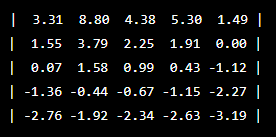 |  3.31  8.80  4.38  5.30  1.49 |
|  1.55  3.79  2.25  1.91  0.00 |
|  0.07  1.58  0.99  0.43 -1.12 |
| -1.36 -0.44 -0.67 -1.15 -2.27 |
| -2.76 -1.92 -2.34 -2.63 -3.19 |